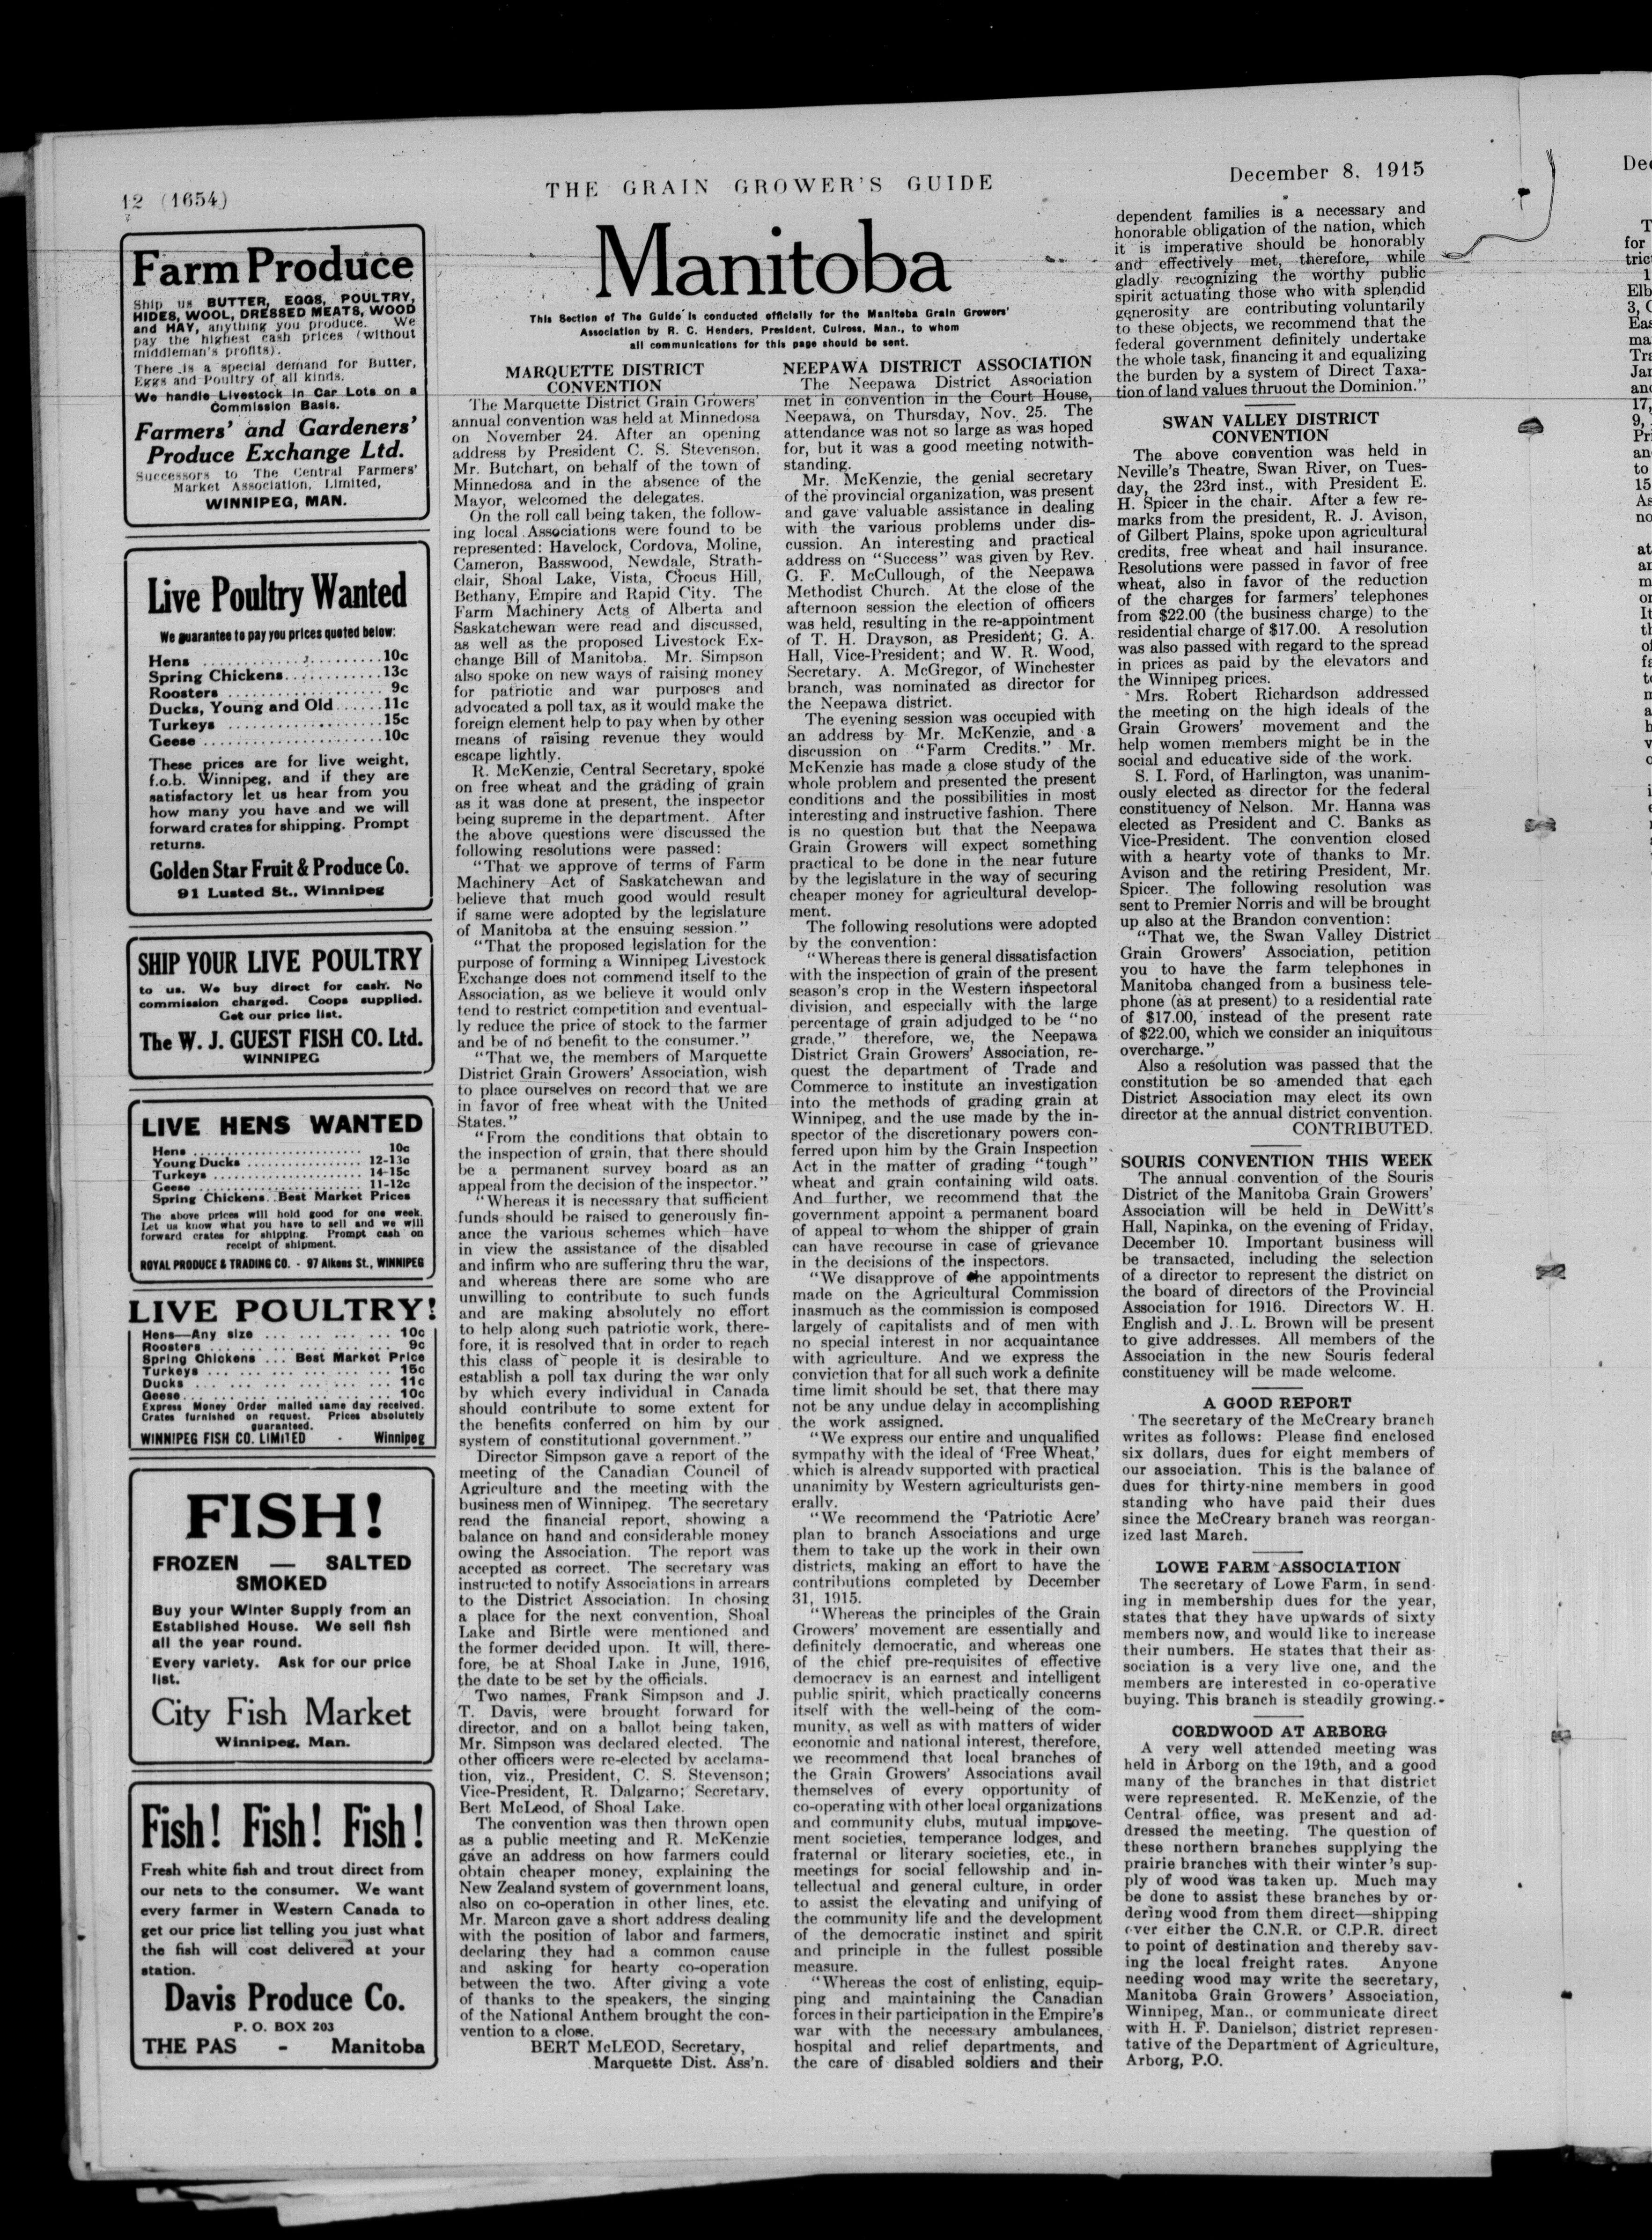 12 (1654)
THE GRAIN GROWER'S GUIDE
December 8, 1915
Farm Produce
Ship us BUTTER, EGGS, POULTRY,
HIDES, WOOL, DRESSED MEATS, WOOD
and HAY, anything you produce. We
pay the highest cash prices (without
middleman's profits).
There is a special demand for Butter,
Eggs and Poultry of all kinds.
We handle Livestock in Car Lots on a
Commission Basis.
Farmers' and Gardeners'
Produce Exchange Ltd.
Successors to The Central Farmers'
Market Association, Limited,
WINNIPEG, MAN.
Live Poultry Wanted
We guarantee to pay you prices quoted below:
Hens ..................10c
Spring Chickens..........13c
Roosters .................. 9c
Ducks, Young and Old ......11c
Turkeys ..................15c
Geese ....................10c
These prices are for live weight,
f.o.b. Winnipeg, and if they are
satisfactory let us hear from you
how many you have and we will
forward crates for shipping. Prompt
returns.
Golden Star Fruit & Produce Co.
91 Lusted St., Winnipeg
SHIP YOUR LIVE POULTRY
to us. We buy direct for cash. No
commission charged. Coops supplied.
Get our price list.
The W. J. GUEST FISH CO. Ltd.
WINNIPEG
LIVE HENS WANTED
Hens ........................ 10c
Young Ducks ................. 12-13c
Turkeys ..................... 14-15c
Geese ....................... 11-12c
Spring Chickens. .Best Market Prices
The above prices will hold good for one week.
Let us know what you have to sell and we will
forward crates for shipping. Prompt cash on
receipt of shipment.
ROYAL PRODUCE & TRADING CO. - 97 Aikens St., WINNIPEG
LIVE POULTRY!
Hens—Any size ... ... ... ... 10c
Roosters ... ... ... ... ... 9c
Spring Chickens ... Best Market Price
Turkeys ... ... ... ... ... 15c
Ducks ... ... ... ... ... 11c
Geese... ... ... ... ... ... 10c
Express Money Order mailed same day received.
Crates furnished on request. Prices absolutely
guaranteed.
WINNIPEG FISH CO. LIMITED - Winnipeg
FISH!
FROZEN — SALTED
SMOKED
Buy your Winter Supply from an
Established House. We sell fish
all the year round.
Every variety. Ask for our price
list.
City Fish Market
Winnipeg, Man.
Fish! Fish! Fish!
Fresh white fish and trout direct from
our nets to the consumer. We want
every farmer in Western Canada to
get our price list telling you just what
the fish will cost delivered at your
station.
Davis Produce Co.
P. O. BOX 203
THE PAS - Manitoba
Manitoba
This Section of The Guide is conducted officially for the Manitoba Grain Growers'
Association by R. C. Henders, President, Culross, Man., to whom
all communications for this page should be sent.
MARQUETTE DISTRICT
CONVENTION
The Marquette District Grain Growers'
annual convention was held at Minnedosa
on November 24. After an opening
address by President C. S. Stevenson,
Mr. Butchart, on behalf of the town of
Minnedosa and in the absence of the
Mayor, welcomed the delegates.
On the roll call being taken, the follow-
ing local Associations were found to be
represented: Havelock, Cordova, Moline,
Cameron, Basswood, Newdale, Strath-
clair, Shoal Lake, Vista, Crocus Hill,
Bethany, Empire and Rapid City. The
Farm Machinery Acts of Alberta and
Saskatchewan were read and discussed,
as well as the proposed Livestock Ex-
change Bill of Manitoba. Mr. Simpson
also spoke on new ways of raising money
for patriotic and war purposes and
advocated a poll tax, as it would make the
foreign element help to pay when by other
means of raising revenue they would
escape lightly.
R. McKenzie, Central Secretary, spoke
on free wheat and the grading of grain
as it was done at present, the inspector
being supreme in the department. After
the above questions were discussed the
following resolutions were passed:
"That we approve of terms of Farm
Machinery Act of Saskatchewan and
believe that much good would result
if same were adopted by the legislature
of Manitoba at the ensuing session."
"That the proposed legislation for the
purpose of forming a Winnipeg Livestock
Exchange does not commend itself to the
Association, as we believe it would only
tend to restrict competition and eventual-
ly reduce the price of stock to the farmer
and be of no benefit to the consumer."
"That we, the members of Marquette
District Grain Growers' Association, wish
to place ourselves on record that we are
in favor of free wheat with the United
States."
"From the conditions that obtain to
the inspection of grain, that there should
be a permanent survey board as an
appeal from the decision of the inspector."
"Whereas it is necessary that sufficient
funds should be raised to generously fin-
ance the various schemes which have
in view the assistance of the disabled
and infirm who are suffering thru the war,
and whereas there are some who are
unwilling to contribute to such funds
and are making absolutely no effort
to help along such patriotic work, there-
fore, it is resolved that in order to reach
this class of people it is desirable to
establish a poll tax during the war only
by which every individual in Canada
should contribute to some extent for
the benefits conferred on him by our
system of constitutional government."
Director Simpson gave a report of the
meeting of the Canadian Council of
Agriculture and the meeting with the
business men of Winnipeg. The secretary
read the financial report, showing a
balance on hand and considerable money
owing the Association. The report was
accepted as correct. The secretary was
instructed to notify Associations in arrears
to the District Association. In chosing
a place for the next convention, Shoal
Lake and Birtle were mentioned and
the former decided upon. It will, there-
fore, be at Shoal Lake in June, 1916,
the date to be set by the officials.
Two names, Frank Simpson and J.
T. Davis, were brought forward for
director, and on a ballot being taken,
Mr. Simpson was declared elected. The
other officers were re-elected by acclama-
tion, viz., President, C. S. Stevenson;
Vice-President, R. Dalgarno; Secretary,
Bert McLeod, of Shoal Lake.
The convention was then thrown open
as a public meeting and R. McKenzie
gave an address on how farmers could
obtain cheaper money, explaining the
New Zealand system of government loans,
also on co-operation in other lines, etc.
Mr. Marcon gave a short address dealing
with the position of labor and farmers,
declaring they had a common cause
and asking for hearty co-operation
between the two. After giving a vote
of thanks to the speakers, the singing
of the National Anthem brought the con-
vention to a close.
BERT McLEOD, Secretary,
Marquette Dist. Ass'n.
NEEPAWA DISTRICT ASSOCIATION
The Neepawa District Association
met in convention in the Court House,
Neepawa, on Thursday, Nov. 25. The
attendance was not so large as was hoped
for, but it was a good meeting notwith-
standing.
Mr. McKenzie, the genial secretary
of the provincial organization, was present
and gave valuable assistance in dealing
with the various problems under dis-
cussion. An interesting and practical
address on "Success" was given by Rev.
G. F. McCullough, of the Neepawa
Methodist Church. At the close of the
afternoon session the election of officers
was held, resulting in the re-appointment
of T. H. Drayson, as President; G. A.
Hall, Vice-President; and W. R. Wood,
Secretary. A. McGregor, of Winchester
branch, was nominated as director for
the Neepawa district.
The evening session was occupied with
an address by Mr. McKenzie, and a
discussion on "Farm Credits." Mr.
McKenzie has made a close study of the
whole problem and presented the present
conditions and the possibilities in most
interesting and instructive fashion. There
is no question but that the Neepawa
Grain Growers will expect something
practical to be done in the near future
by the legislature in the way of securing
cheaper money for agricultural develop-
ment.
The following resolutions were adopted
by the convention:
"Whereas there is general dissatisfaction
with the inspection of grain of the present
season's crop in the Western inspectoral
division, and especially with the large
percentage of grain adjudged to be "no
grade," therefore, we, the Neepawa
District Grain Growers' Association, re-
quest the department of Trade and
Commerce to institute an investigation
into the methods of grading grain at
Winnipeg, and the use made by the in-
spector of the discretionary powers con-
ferred upon him by the Grain Inspection
Act in the matter of grading "tough"
wheat and grain containing wild oats.
And further, we recommend that the
government appoint a permanent board
of appeal to whom the shipper of grain
can have recourse in case of grievance
in the decisions of the inspectors.
"We disapprove of the appointments
made on the Agricultural Commission
inasmuch as the commission is composed
largely of capitalists and of men with
no special interest in nor acquaintance
with agriculture. And we express the
conviction that for all such work a definite
time limit should be set, that there may
not be any undue delay in accomplishing
the work assigned.
"We express our entire and unqualified
sympathy with the ideal of 'Free Wheat,'
which is already supported with practical
unanimity by Western agriculturists gen-
erally.
"We recommend the 'Patriotic Acre'
plan to branch Associations and urge
them to take up the work in their own
districts, making an effort to have the
contributions completed by December
31, 1915.
"Whereas the principles of the Grain
Growers' movement are essentially and
definitely democratic, and whereas one
of the chief pre-requisites of effective
democracy is an earnest and intelligent
public spirit, which practically concerns
itself with the well-being of the com-
munity, as well as with matters of wider
economic and national interest, therefore,
we recommend that local branches of
the Grain Growers' Associations avail
themselves of every opportunity of
co-operating with other local organizations
and community clubs, mutual improve-
ment societies, temperance lodges, and
fraternal or literary societies, etc., in
meetings for social fellowship and in-
tellectual and general culture, in order
to assist the elevating and unifying of
the community life and the development
of the democratic instinct and spirit
and principle in the fullest possible
measure.
"Whereas the cost of enlisting, equip-
ping and maintaining the Canadian
forces in their participation in the Empire's
war with the necessary ambulances,
hospital and relief departments, and
the care of disabled soldiers and their
dependent families is a necessary and
honorable obligation of the nation, which
it is imperative should be honorably
and effectively met, therefore, while
gladly recognizing the worthy public
spirit actuating those who with splendid
generosity are contributing voluntarily
to these objects, we recommend that the
federal government definitely undertake
the whole task, financing it and equalizing
the burden by a system of Direct Taxa-
tion of land values thruout the Dominion."
SWAN VALLEY DISTRICT
CONVENTION
The above convention was held in
Neville's Theatre, Swan River, on Tues-
day, the 23rd inst., with President E.
H. Spicer in the chair. After a few re-
marks from the president, R. J. Avison,
of Gilbert Plains, spoke upon agricultural
credits, free wheat and hail insurance.
Resolutions were passed in favor of free
wheat, also in favor of the reduction
of the charges for farmers' telephones
from $22.00 (the business charge) to the
residential charge of $17.00. A resolution
was also passed with regard to the spread
in prices as paid by the elevators and
the Winnipeg prices.
Mrs. Robert Richardson addressed
the meeting on the high ideals of the
Grain Growers' movement and the
help women members might be in the
social and educative side of the work.
S. I. Ford, of Harlington, was unanim-
ously elected as director for the federal
constituency of Nelson. Mr. Hanna was
elected as President and C. Banks as
Vice-President. The convention closed
with a hearty vote of thanks to Mr.
Avison and the retiring President, Mr.
Spicer. The following resolution was
sent to Premier Norris and will be brought
up also at the Brandon convention:
"That we, the Swan Valley District
Grain Growers' Association, petition
you to have the farm telephones in
Manitoba changed from a business tele-
phone (as at present) to a residential rate
of $17.00, instead of the present rate
of $22.00, which we consider an iniquitous
overcharge."
Also a resolution was passed that the
constitution be so amended that each
District Association may elect its own
director at the annual district convention.
CONTRIBUTED.
SOURIS CONVENTION THIS WEEK
The annual convention of the Souris
District of the Manitoba Grain Growers'
Association will be held in DeWitt's
Hall, Napinka, on the evening of Friday,
December 10. Important business will
be transacted, including the selection
of a director to represent the district on
the board of directors of the Provincial
Association for 1916. Directors W. H.
English and J. L. Brown will be present
to give addresses. All members of the
Association in the new Souris federal
constituency will be made welcome.
A GOOD REPORT
The secretary of the McCreary branch
writes as follows: Please find enclosed
six dollars, dues for eight members of
our association. This is the balance of
dues for thirty-nine members in good
standing who have paid their dues
since the McCreary branch was reorgan-
ized last March.
LOWE FARM ASSOCIATION
The secretary of Lowe Farm, in send-
ing in membership dues for the year,
states that they have upwards of sixty
members now, and would like to increase
their numbers. He states that their as-
sociation is a very live one, and the
members are interested in co-operative
buying. This branch is steadily growing.
CORDWOOD AT ARBORG
A very well attended meeting was
held in Arborg on the 19th, and a good
many of the branches in that district
were represented. R. McKenzie, of the
Central office, was present and ad-
dressed the meeting. The question of
these northern branches supplying the
prairie branches with their winter's sup-
ply of wood was taken up. Much may
be done to assist these branches by or-
dering wood from them direct—shipping
over either the C.N.R. or C.P.R. direct
to point of destination and thereby sav-
ing the local freight rates. Anyone
needing wood may write the secretary,
Manitoba Grain Growers' Association,
Winnipeg, Man., or communicate direct
with H. F. Danielson, district represen-
tative of the Department of Agriculture,
Arborg, P.O.